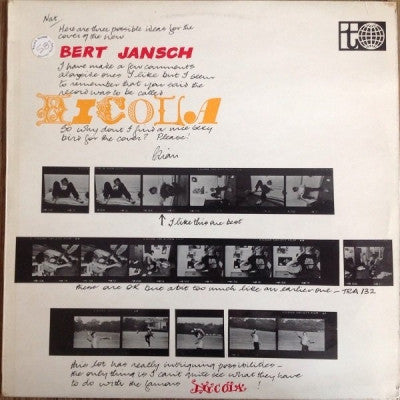 Nat,
Here are three possible ideas for the
cover of the new
BERT JANSCH
I have made a few comments
alongside ones I like but I seem
to remember that you said the
record was to be called
NICOLA
So why don't I find a nice sexy
bird for the cover? Please!
Brian
↑ I like this one best
these are OK but a bit too much like an earlier one - TRA 132
this lot has really intriguing possibilities -
the only thing is I can't quite see what they have
to do with the famous NICOLA!